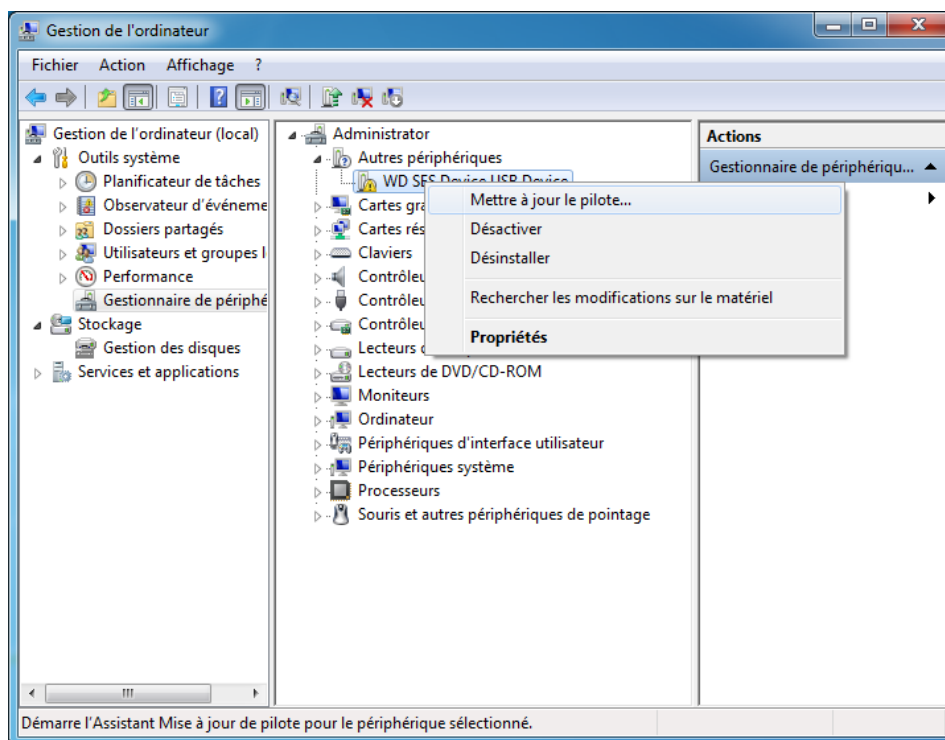 Gestion de l'ordinateur
Fichier Action Affichage ?
Gestion de l'ordinateur (local)
Outils système
Planificateur de tâches
Observateur d'événeme
Dossiers partagés
Utilisateurs et groupes l
Performance
Gestionnaire de périphé
Stockage
Gestion des disques
Services et applications
Administrator
Autres périphériques
WD SES Device USB Device
Cartes gra
Cartes rés
Claviers
Contrôleu
Contrôleu
Contrôleu
Lecteurs d
Lecteurs de DVD/CD-ROM
Moniteurs
Ordinateur
Périphériques d'interface utilisateur
Périphériques système
Processeurs
Souris et autres périphériques de pointage
Mettre à jour le pilote...
Désactiver
Désinstaller
Rechercher les modifications sur le matériel
Propriétés
Actions
Gestionnaire de périphériqu...
Démarre l'Assistant Mise à jour de pilote pour le périphérique sélectionné.